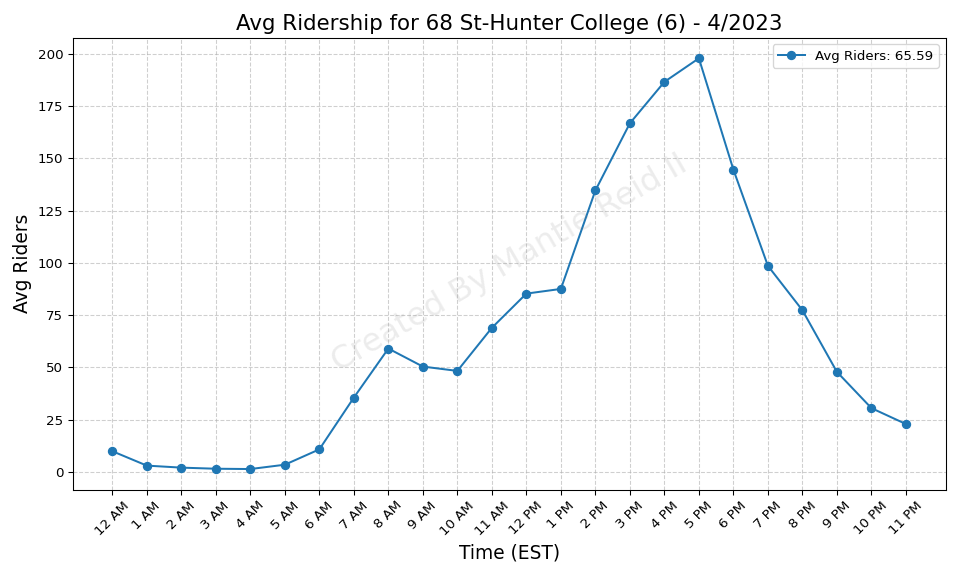 Avg Ridership for 68 St-Hunter College (6) - 4/2023
Avg Riders: 65.59
Avg Riders
200
175
150
125
100
75
50
25
0
Created By Mantie Reid II
12 AM
1 AM
2 AM
3 AM
4 AM
5 AM
6 AM
7 AM
8 AM
9 AM
10 AM
11 AM
12 PM
1 PM
2 PM
3 PM
4 PM
5 PM
6 PM
7 PM
8 PM
9 PM
10 PM
11 PM
Time (EST)